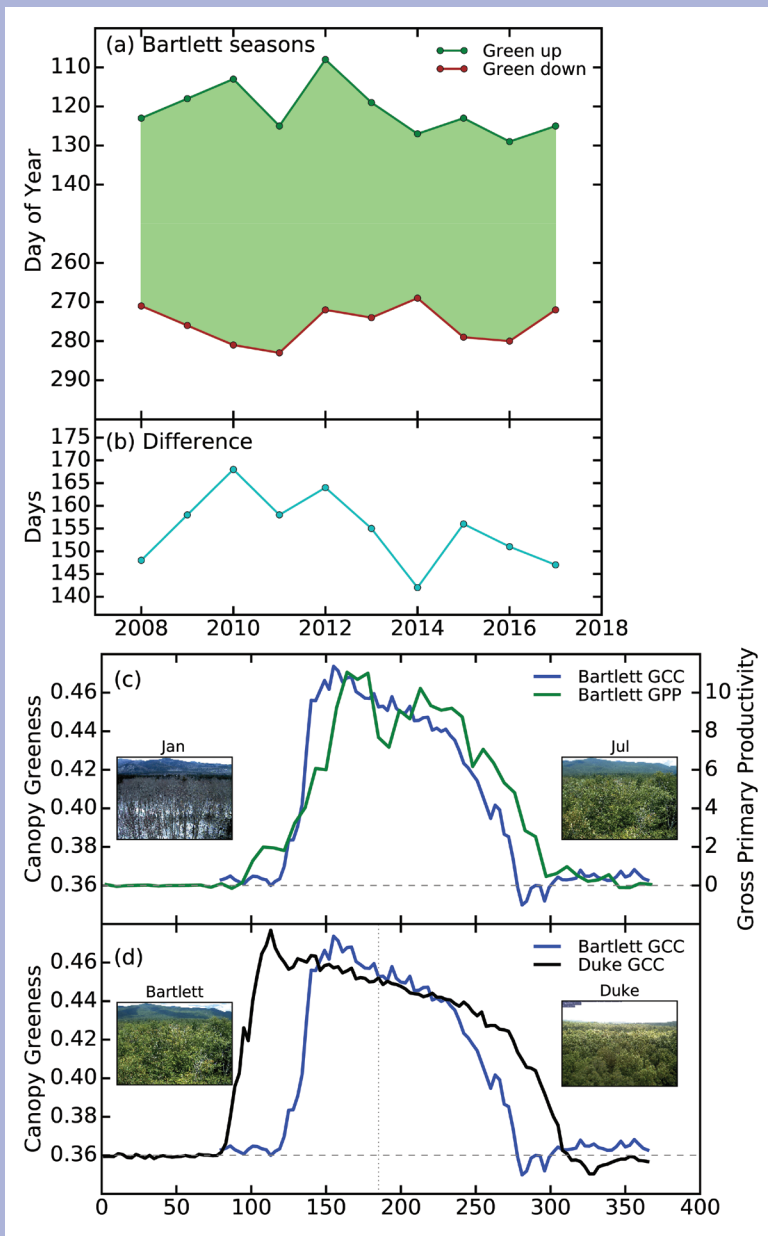 (a) Bartlett seasons
Green up
Green down
110
120
130
140
260
270
280
290
Day of Year
(b) Difference
175
170
165
160
155
150
145
140
Days
2008 2010 2012 2014 2016 2018
(c)
Bartlett GCC
Bartlett GPP
0.46
0.44
0.42
0.40
0.38
0.36
Canopy Greeness
Jan
Jul
10
8
6
4
2
0
Gross Primary Productivity
(d)
Bartlett GCC
Duke GCC
0.46
0.44
0.42
0.40
0.38
0.36
Canopy Greeness
Bartlett
Duke
0 50 100 150 200 250 300 350 400